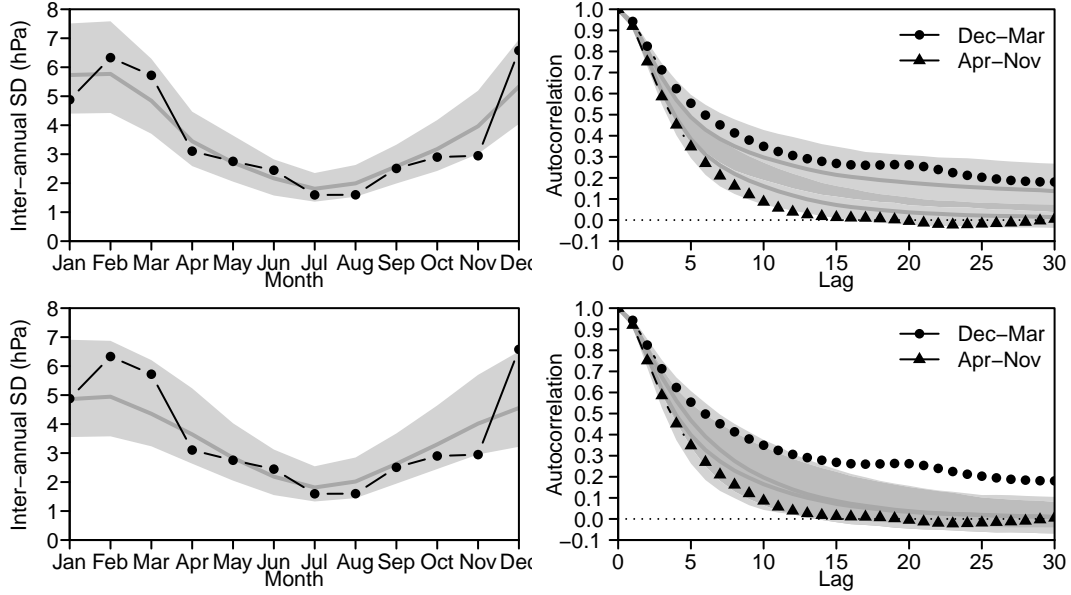 Inter−annual SD (hPa)
8
7
6
5
4
3
2
1
0
Jan Feb Mar Apr May Jun Jul Aug Sep Oct Nov Dec
Month
Autocorrelation
1.0
0.9
0.8
0.7
0.6
0.5
0.4
0.3
0.2
0.1
0.0
−0.1
Dec−Mar
Apr−Nov
0 5 10 15 20 25 30
Lag
Inter−annual SD (hPa)
8
7
6
5
4
3
2
1
0
Jan Feb Mar Apr May Jun Jul Aug Sep Oct Nov Dec
Month
Autocorrelation
1.0
0.9
0.8
0.7
0.6
0.5
0.4
0.3
0.2
0.1
0.0
−0.1
Dec−Mar
Apr−Nov
0 5 10 15 20 25 30
Lag